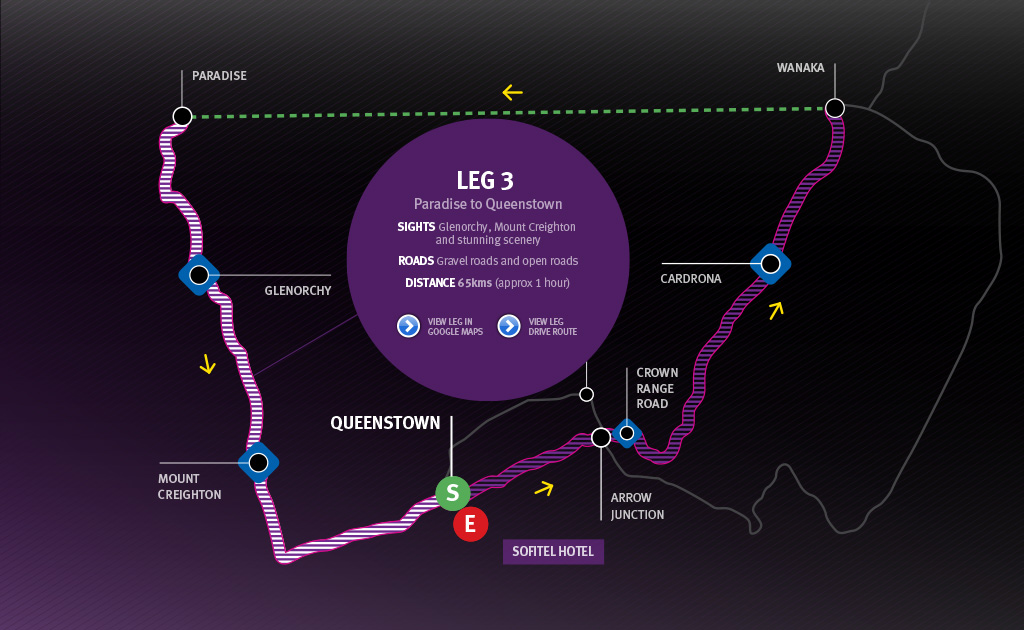 WANAKA
PARADISE
LEG 3
Paradise to Queenstown
SIGHTS Glenorchy, Mount Creighton
and stunning scenery
ROADS Gravel roads and open roads
DISTANCE 65kms (approx 1 hour)
VIEW LEG IN
GOOGLE MAPS
VIEW LEG
DRIVE ROUTE
CARDRONA
GLENORCHY
CROWN
RANGE
ROAD
QUEENSTOWN
MOUNT
CREIGHTON
S
ARROW
JUNCTION
E
SOFITEL HOTEL